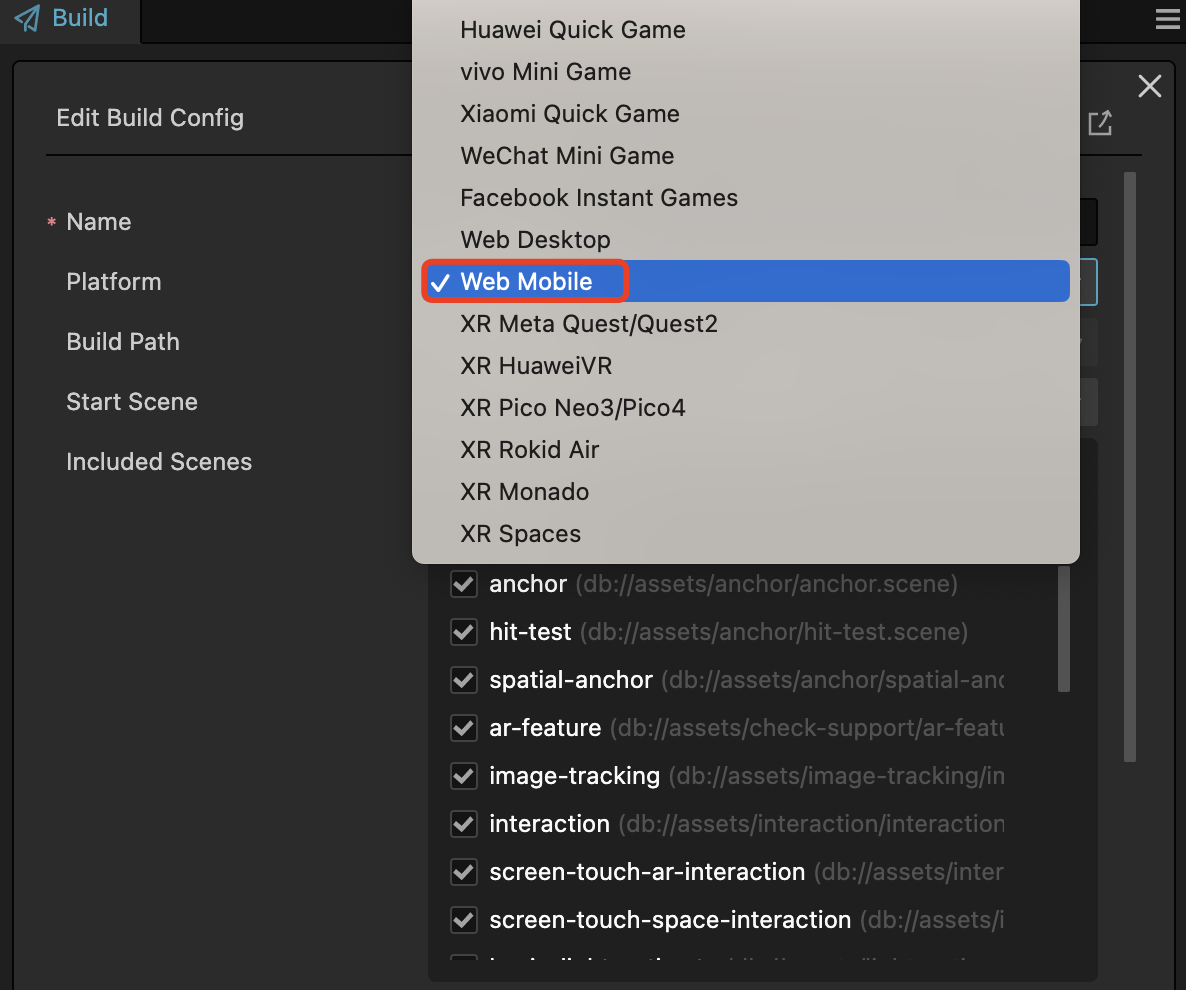 Build
Huawei Quick Game
vivo Mini Game
Xiaomi Quick Game
WeChat Mini Game
Facebook Instant Games
Web Desktop
Web Mobile
XR Meta Quest/Quest2
XR HuaweiVR
XR Pico Neo3/Pico4
XR Rokid Air
XR Monado
XR Spaces
Edit Build Config
* Name
Platform
Build Path
Start Scene
Included Scenes
anchor (db://assets/anchor/anchor.scene)
hit-test (db://assets/anchor/hit-test.scene)
spatial-anchor (db://assets/anchor/spatial-anc
ar-feature (db://assets/check-support/ar-featu
image-tracking (db://assets/image-tracking/im
interaction (db://assets/interaction/interaction
screen-touch-ar-interaction (db://assets/inter
screen-touch-space-interaction (db://assets/i